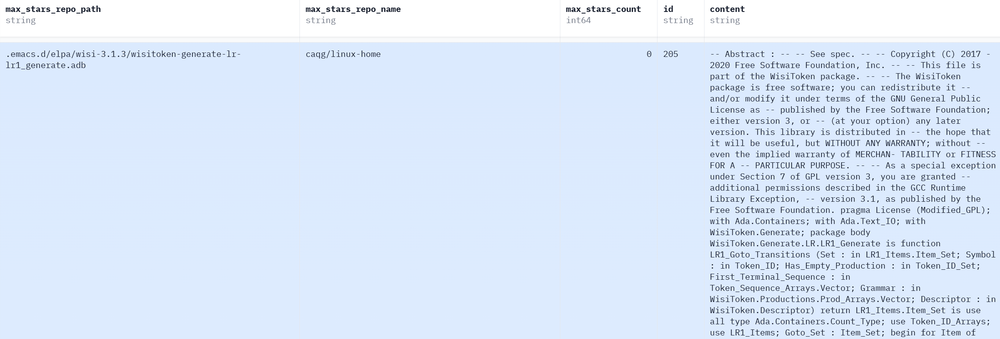 max_stars_repo_path
string
max_stars_repo_name
string
max_stars_count
int64
id
string
content
string
.emacs.d/elpa/wisi-3.1.3/wisitoken-generate-lr-
lr1_generate.adb
caqg/linux-home
0
205
-- Abstract : -- -- See spec. -- -- Copyright (C) 2017 -
2020 Free Software Foundation, Inc. -- -- This file is
part of the WisiToken package. -- -- The WisiToken
package is free software; you can redistribute it --
and/or modify it under terms of the GNU General Public
License as -- published by the Free Software Foundation;
either version 3, or -- (at your option) any later
version. This library is distributed in -- the hope that
it will be useful, but WITHOUT ANY WARRANTY; without --
even the implied warranty of MERCHAN- TABILITY or FITNESS
FOR A -- PARTICULAR PURPOSE. -- -- As a special exception
under Section 7 of GPL version 3, you are granted --
additional permissions described in the GCC Runtime
Library Exception, -- version 3.1, as published by the
Free Software Foundation. pragma License (Modified_GPL);
with Ada.Containers; with Ada.Text_IO; with
WisiToken.Generate; package body
WisiToken.Generate.LR.LR1_Generate is function
LR1_Goto_Transitions (Set : in LR1_Items.Item_Set; Symbol
: in Token_ID; Has_Empty_Production : in Token_ID_Set;
First_Terminal_Sequence : in
Token_Sequence_Arrays.Vector; Grammar : in
WisiToken.Productions.Prod_Arrays.Vector; Descriptor : in
WisiToken.Descriptor) return LR1_Items.Item_Set is use
all type Ada.Containers.Count_Type; use Token_ID_Arrays;
use LR1_Items; Goto_Set : Item_Set; begin for Item of